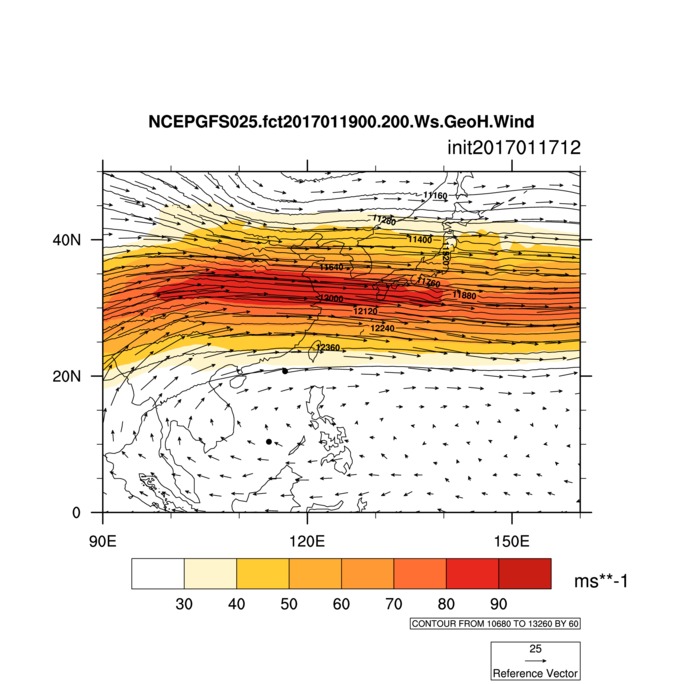 NCEPGFS025.fct2017011900.200.Ws.GeoH.Wind
init2017011712
11160
11280
40N
11400
11520
11640
11760
11880
12000
12120
12240
12360
20N
0
90E 120E 150E
ms**-1
30 40 50 60 70 80 90
CONTOUR FROM 10680 TO 13260 BY 60
25
Reference Vector